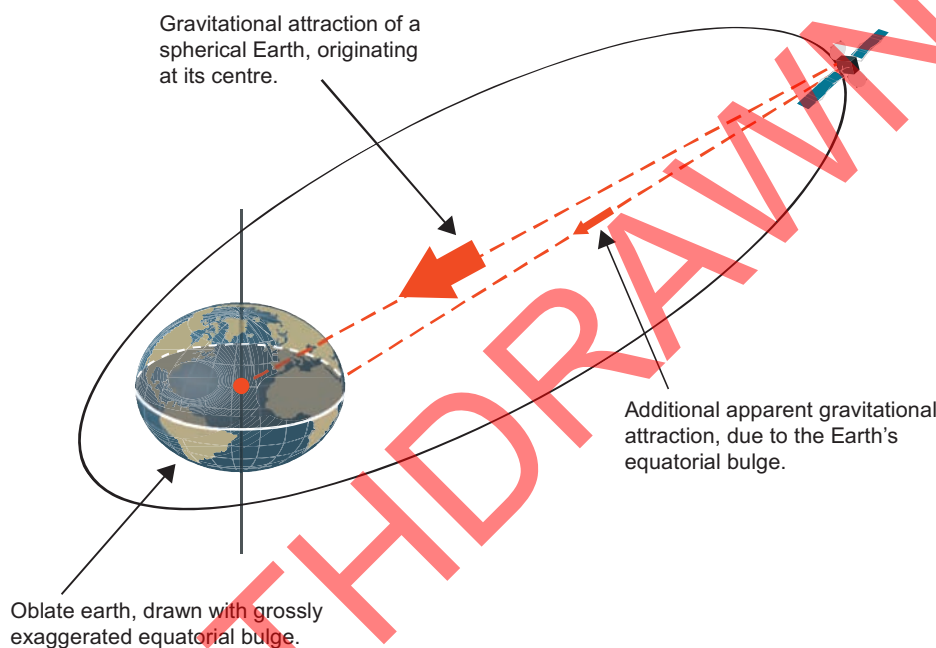 Gravitational attraction of a
spherical Earth, originating
at its centre.
Additional apparent gravitational
attraction, due to the Earth's
equatorial bulge.
Oblate earth, drawn with grossly
exaggerated equatorial bulge.
THDRAWN